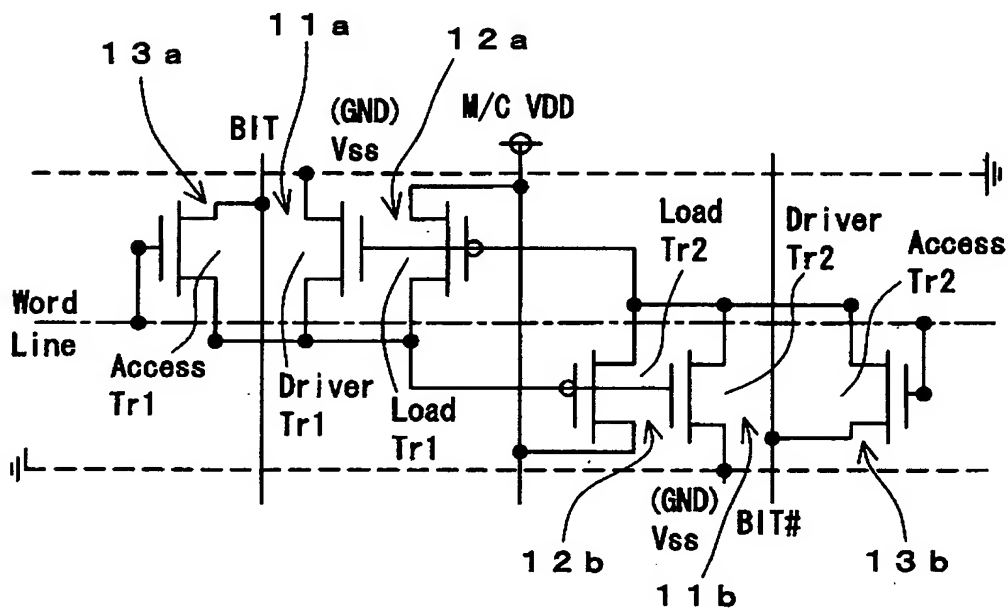 13a
11a
12a
BIT
(GND)
Vss
M/C VDD
Load
Tr2
Driver
Tr2
Access
Tr2
Word
Line
Access
Tr1
Driver
Tr1
Load
Tr1
(GND)
Vss
BIT#
12b
11b
13b